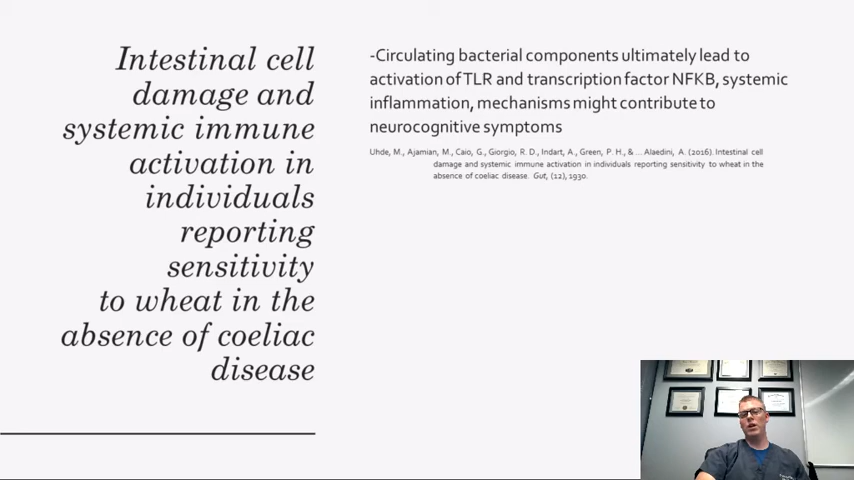 Intestinal cell
damage and
systemic immune
activation in
individuals
reporting
sensitivity
to wheat in the
absence of coeliac
disease
-Circulating bacterial components ultimately lead to
activation of TLR and transcription factor NFKB, systemic
inflammation, mechanisms might contribute to
neurocognitive symptoms
Uhde, M., Ajamian, M., Caio, G., Giorgio, R. D., Indart, A., Green, P. H., & ... Alaedini, A. (2016). Intestinal cell
damage and systemic immune activation in individuals reporting sensitivity to wheat in the
absence of coeliac disease. Gut, (12), 1930.